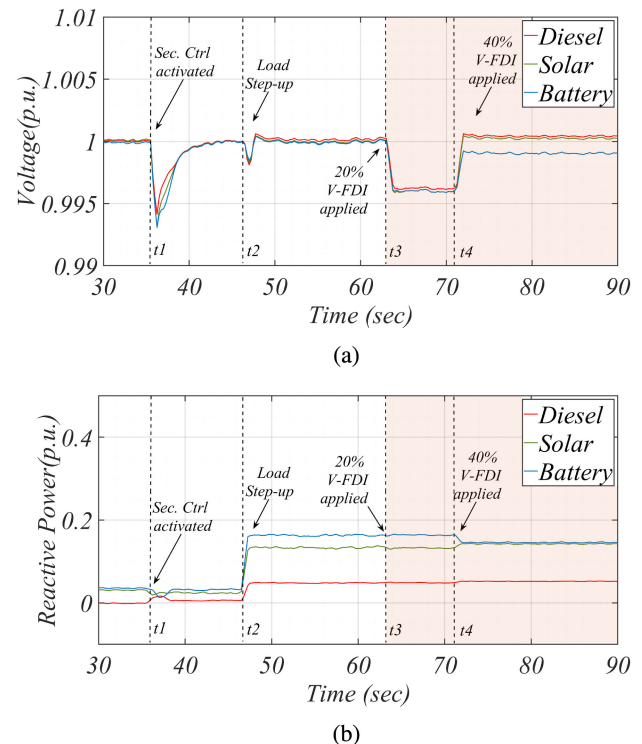 1.01
1.005
1
0.995
0.99
Voltage(p.u.)
Sec. Ctrl
activated
Load
Step-up
20%
V-FDI
applied
40%
V-FDI
applied
Diesel
Solar
Battery
t1
t2
t3
t4
30
40
50
60
70
80
90
Time (sec)
(a)
0.4
0.2
0
Reactive Power(p.u.)
Sec. Ctrl
activated
Load
Step-up
20%
V-FDI
applied
40%
V-FDI
applied
Diesel
Solar
Battery
t1
t2
t3
t4
30
40
50
60
70
80
90
Time (sec)
(b)